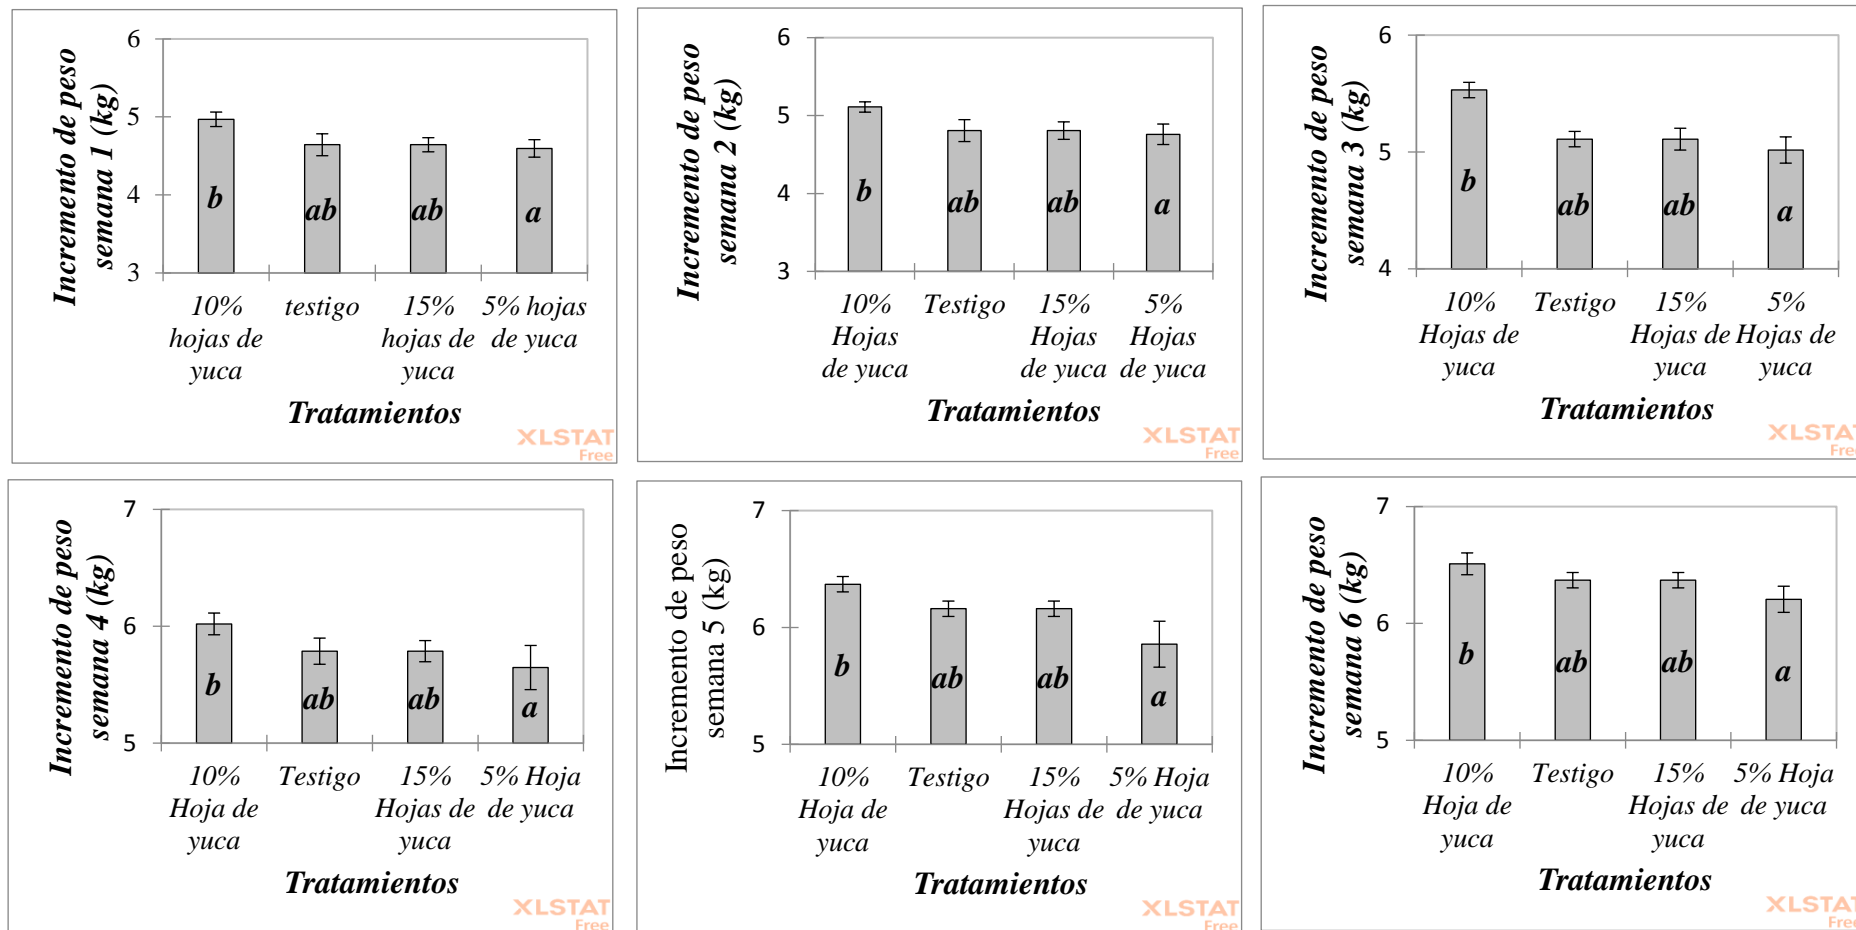 Incremento de peso
semana 1 (kg)
6
5
4
3
b
ab
ab
a
10%
hojas de
yuca
testigo
15%
hojas de
yuca
5% hojas
de yuca
Tratamientos
XLSTAT
Free
Incremento de peso
semana 2 (kg)
6
5
4
3
b
ab
ab
a
10%
Hojas
de yuca
Testigo
15%
Hojas
de yuca
5%
Hojas
de yuca
Tratamientos
XLSTAT
Free
Incremento de peso
semana 3 (kg)
6
5
4
b
ab
ab
a
10%
Hojas de
yuca
Testigo
15%
Hojas de
yuca
5%
Hojas de
yuca
Tratamientos
XLSTAT
Free
Incremento de peso
semana 4 (kg)
7
6
5
b
ab
ab
a
10%
Hoja de
yuca
Testigo
15%
Hojas de
yuca
5% Hoja
de yuca
Tratamientos
XLSTAT
Free
Incremento de peso
semana 5 (kg)
7
6
5
b
ab
ab
a
10%
Hoja de
yuca
Testigo
15%
Hojas de
yuca
5% Hoja
de yuca
Tratamientos
XLSTAT
Free
Incremento de peso
semana 6 (kg)
7
6
5
b
ab
ab
a
10%
Hoja de
yuca
Testigo
15%
Hojas de
yuca
5% Hoja
de yuca
Tratamientos
XLSTAT
Free